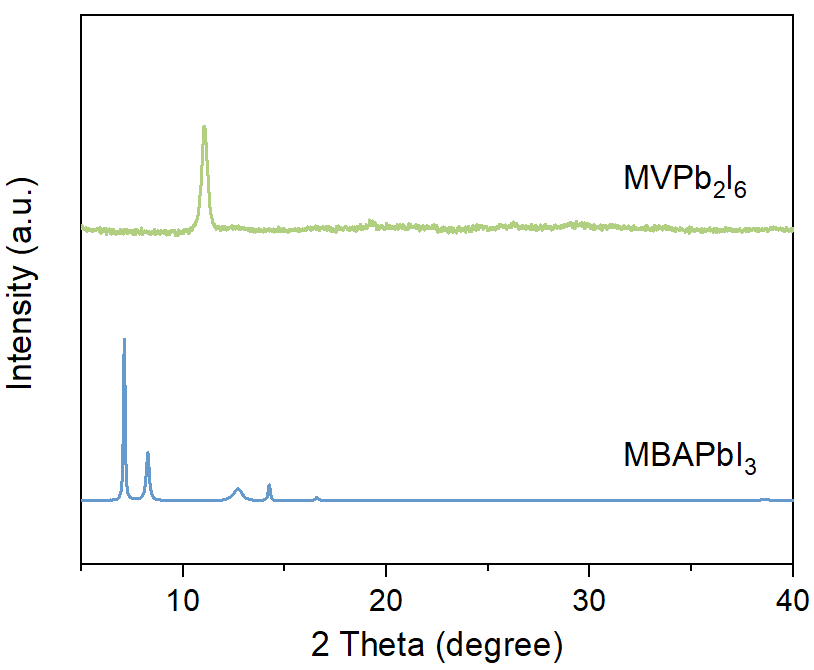 MVPb₂I₆
MBAPbI₃
Intensity (a.u.)
10 20 30 40
2 Theta (degree)